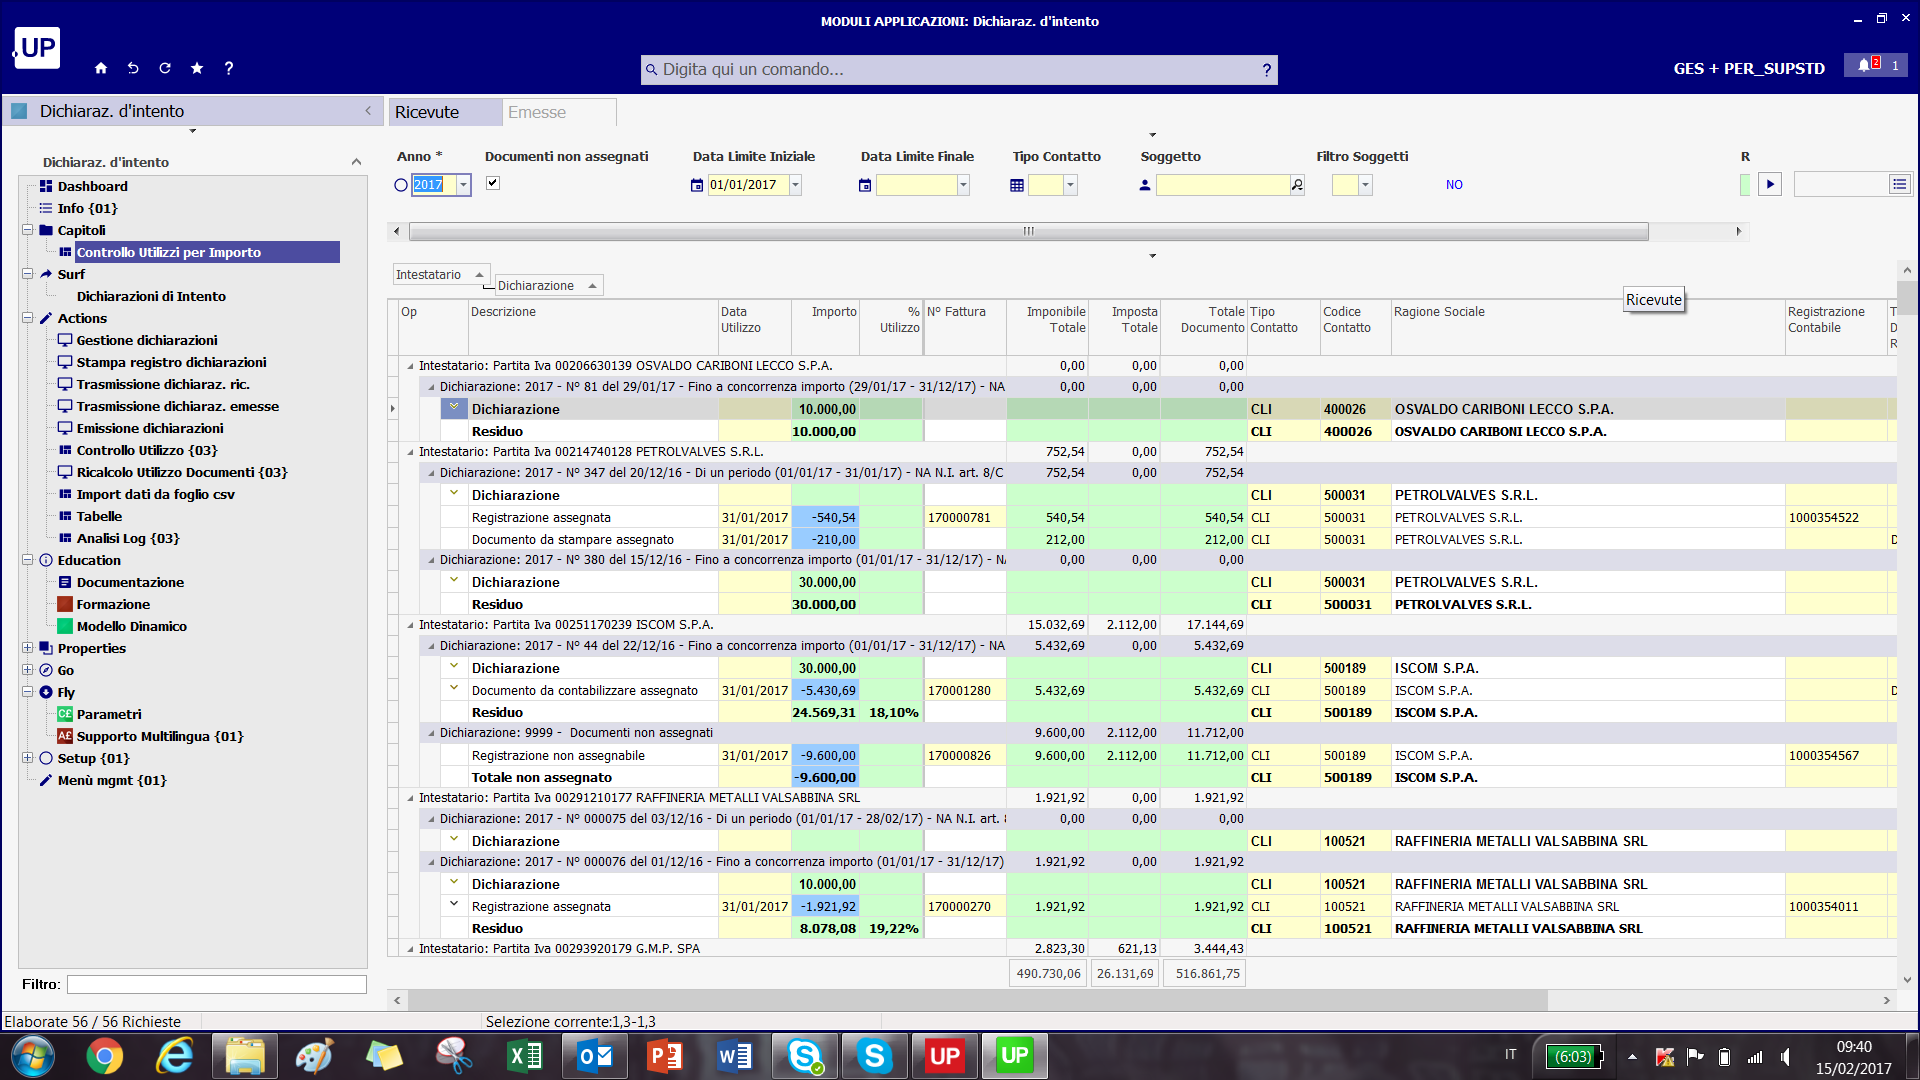 MODULI APPLICAZIONI: Dichiaraz. d'intento
.UP
Digita qui un comando...
?
?
GES + PER_SUPSTD
2
1
Dichiaraz. d'intento
Ricevute
Emesse
Dichiaraz. d'intento
Dashboard
Info {01}
Capitoli
Controllo Utilizzi per Importo
Surf
Dichiarazioni di Intento
Actions
Gestione dichiarazioni
Stampa registro dichiarazioni
Trasmissione dichiaraz. ric.
Trasmissione dichiaraz. emesse
Emissione dichiarazioni
Controllo Utilizzo {03}
Ricalcolo Utilizzo Documenti {03}
Import dati da foglio csv
Tabelle
Analisi Log {03}
Education
Documentazione
Formazione
Modello Dinamico
Properties
Go
Fly
Parametri
Supporto Multilingua {01}
Setup {01}
Menù mgmt {01}
Filtro:
Anno * Documenti non assegnati Data Limite Iniziale Data Limite Finale Tipo Contatto Soggetto Filtro Soggetti R
2017 01/01/2017 NO
Intestatario
Dichiarazione
Ricevute
Op Descrizione Data Utilizzo Importo % Utilizzo Nº Fattura Imponibile Totale Imposta Totale Totale Documento Tipo Contatto Codice Contatto Ragione Sociale Registrazione Contabile T D R
Intestatario: Partita Iva 00206630139 OSVALDO CARIBONI LECCO S.P.A. 0,00 0,00 0,00
Dichiarazione: 2017 - Nº 81 del 29/01/17 - Fino a concorrenza importo (29/01/17 - 31/12/17) - NA 0,00 0,00 0,00
Dichiarazione 10.000,00 CLI 400026 OSVALDO CARIBONI LECCO S.P.A.
Residuo 10.000,00 CLI 400026 OSVALDO CARIBONI LECCO S.P.A.
Intestatario: Partita Iva 00214740128 PETROLVALVES S.R.L. 752,54 0,00 752,54
Dichiarazione: 2017 - Nº 347 del 20/12/16 - Di un periodo (01/01/17 - 31/01/17) - NA N.I. art. 8/C 752,54 0,00 752,54
Dichiarazione CLI 500031 PETROLVALVES S.R.L.
Registrazione assegnata 31/01/2017 -540,54 170000781 540,54 540,54 CLI 500031 PETROLVALVES S.R.L. 1000354522
Documento da stampare assegnato 31/01/2017 -210,00 212,00 212,00 CLI 500031 PETROLVALVES S.R.L. D
Dichiarazione: 2017 - Nº 380 del 15/12/16 - Fino a concorrenza importo (01/01/17 - 31/12/17) - N 0,00 0,00 0,00
Dichiarazione 30.000,00 CLI 500031 PETROLVALVES S.R.L.
Residuo 30.000,00 CLI 500031 PETROLVALVES S.R.L.
Intestatario: Partita Iva 00251170239 ISCOM S.P.A. 15.032,69 2.112,00 17.144,69
Dichiarazione: 2017 - Nº 44 del 22/12/16 - Fino a concorrenza importo (01/01/17 - 31/12/17) - NA 5.432,69 0,00 5.432,69
Dichiarazione 30.000,00 CLI 500189 ISCOM S.P.A.
Documento da contabilizzare assegnato 31/01/2017 -5.430,69 170001280 5.432,69 5.432,69 CLI 500189 ISCOM S.P.A. D
Residuo 24.569,31 18,10% CLI 500189 ISCOM S.P.A.
Dichiarazione: 9999 - Documenti non assegnati 9.600,00 2.112,00 11.712,00
Registrazione non assegnabile 31/01/2017 -9.600,00 170000826 9.600,00 2.112,00 11.712,00 CLI 500189 ISCOM S.P.A. 1000354567
Totale non assegnato -9.600,00 CLI 500189 ISCOM S.P.A.
Intestatario: Partita Iva 00291210177 RAFFINERIA METALLI VALSABBINA SRL 1.921,92 0,00 1.921,92
Dichiarazione: 2017 - Nº 000075 del 03/12/16 - Di un periodo (01/01/17 - 28/02/17) - NA N.I. art. 8 0,00 0,00 0,00
Dichiarazione CLI 100521 RAFFINERIA METALLI VALSABBINA SRL
Dichiarazione: 2017 - Nº 000076 del 01/12/16 - Fino a concorrenza importo (01/01/17 - 31/12/17) 1.921,92 0,00 1.921,92
Dichiarazione 10.000,00 CLI 100521 RAFFINERIA METALLI VALSABBINA SRL
Registrazione assegnata 31/01/2017 -1.921,92 170000270 1.921,92 1.921,92 CLI 100521 RAFFINERIA METALLI VALSABBINA SRL 1000354011
Residuo 8.078,08 19,22% CLI 100521 RAFFINERIA METALLI VALSABBINA SRL
Intestatario: Partita Iva 00293920179 G.M.P. SPA 2.823,30 621,13 3.444,43
490.730,06 26.131,69 516.861,75
Elaborate 56 / 56 Richieste
Selezione corrente:1,3-1,3
UP
UP
IT
(6:03)
09:40
15/02/2017